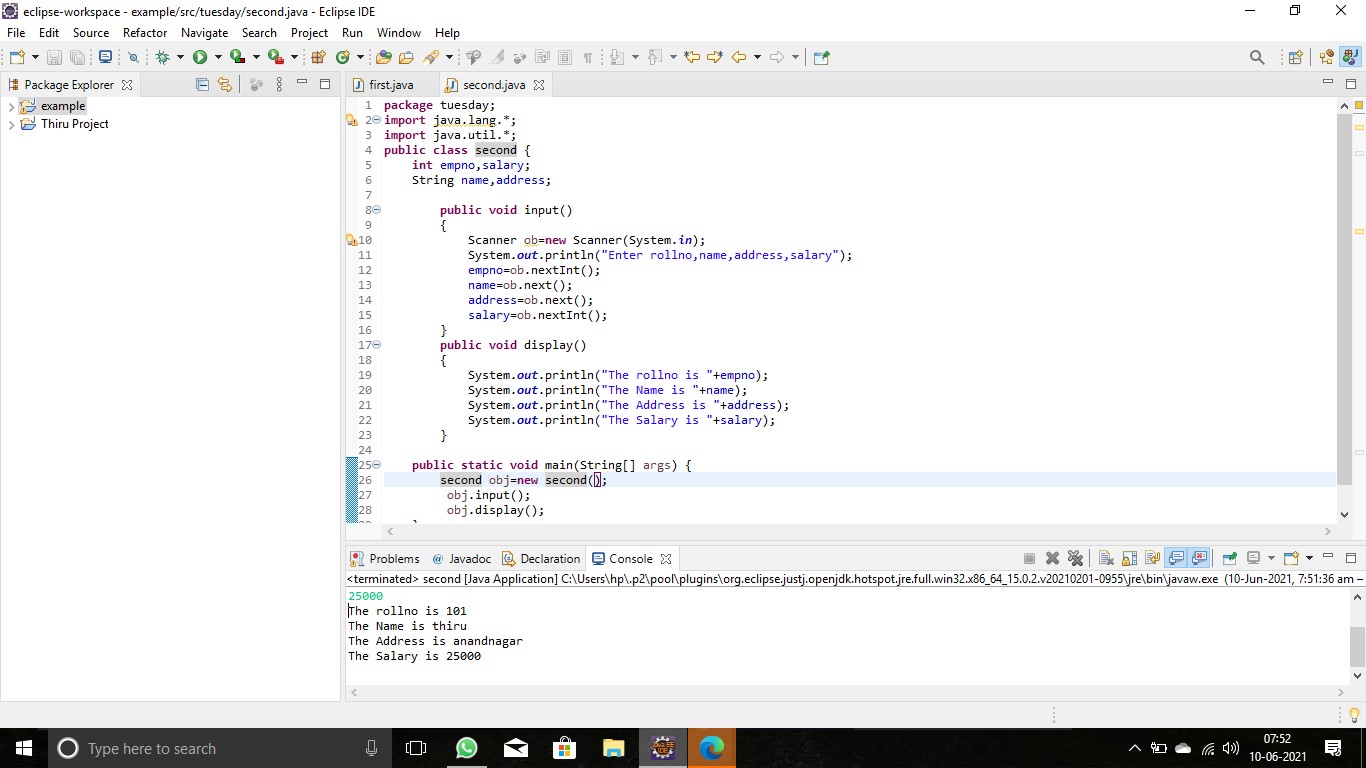 eclipse-workspace - example/src/tuesday/second.java - Eclipse IDE
File Edit Source Refactor Navigate Search Project Run Window Help
Package Explorer
example
Thiru Project
first.java second.java
1 package tuesday;
2 import java.lang.*;
3 import java.util.*;
4 public class second {
5 int empno,salary;
6 String name,address;
7
8 public void input()
9 {
10 Scanner ob=new Scanner(System.in);
11 System.out.println("Enter rollno,name,address,salary");
12 empno=ob.nextInt();
13 name=ob.next();
14 address=ob.next();
15 salary=ob.nextInt();
16 }
17 public void display()
18 {
19 System.out.println("The rollno is "+empno);
20 System.out.println("The Name is "+name);
21 System.out.println("The Address is "+address);
22 System.out.println("The Salary is "+salary);
23 }
24
25 public static void main(String[] args) {
26 second obj=new second();
27 obj.input();
28 obj.display();
Problems @ Javadoc Declaration Console
<terminated> second [Java Application] C:\Users\hp\.p2\pool\plugins\org.eclipse.justj.openjdk.hotspot.jre.full.win32.x86_64_15.0.2.v20210201-0955\jre\bin\javaw.exe (10-Jun-2021, 7:51:36 am –
25000
The rollno is 101
The Name is thiru
The Address is anandnagar
The Salary is 25000
Type here to search
07:52
10-06-2021